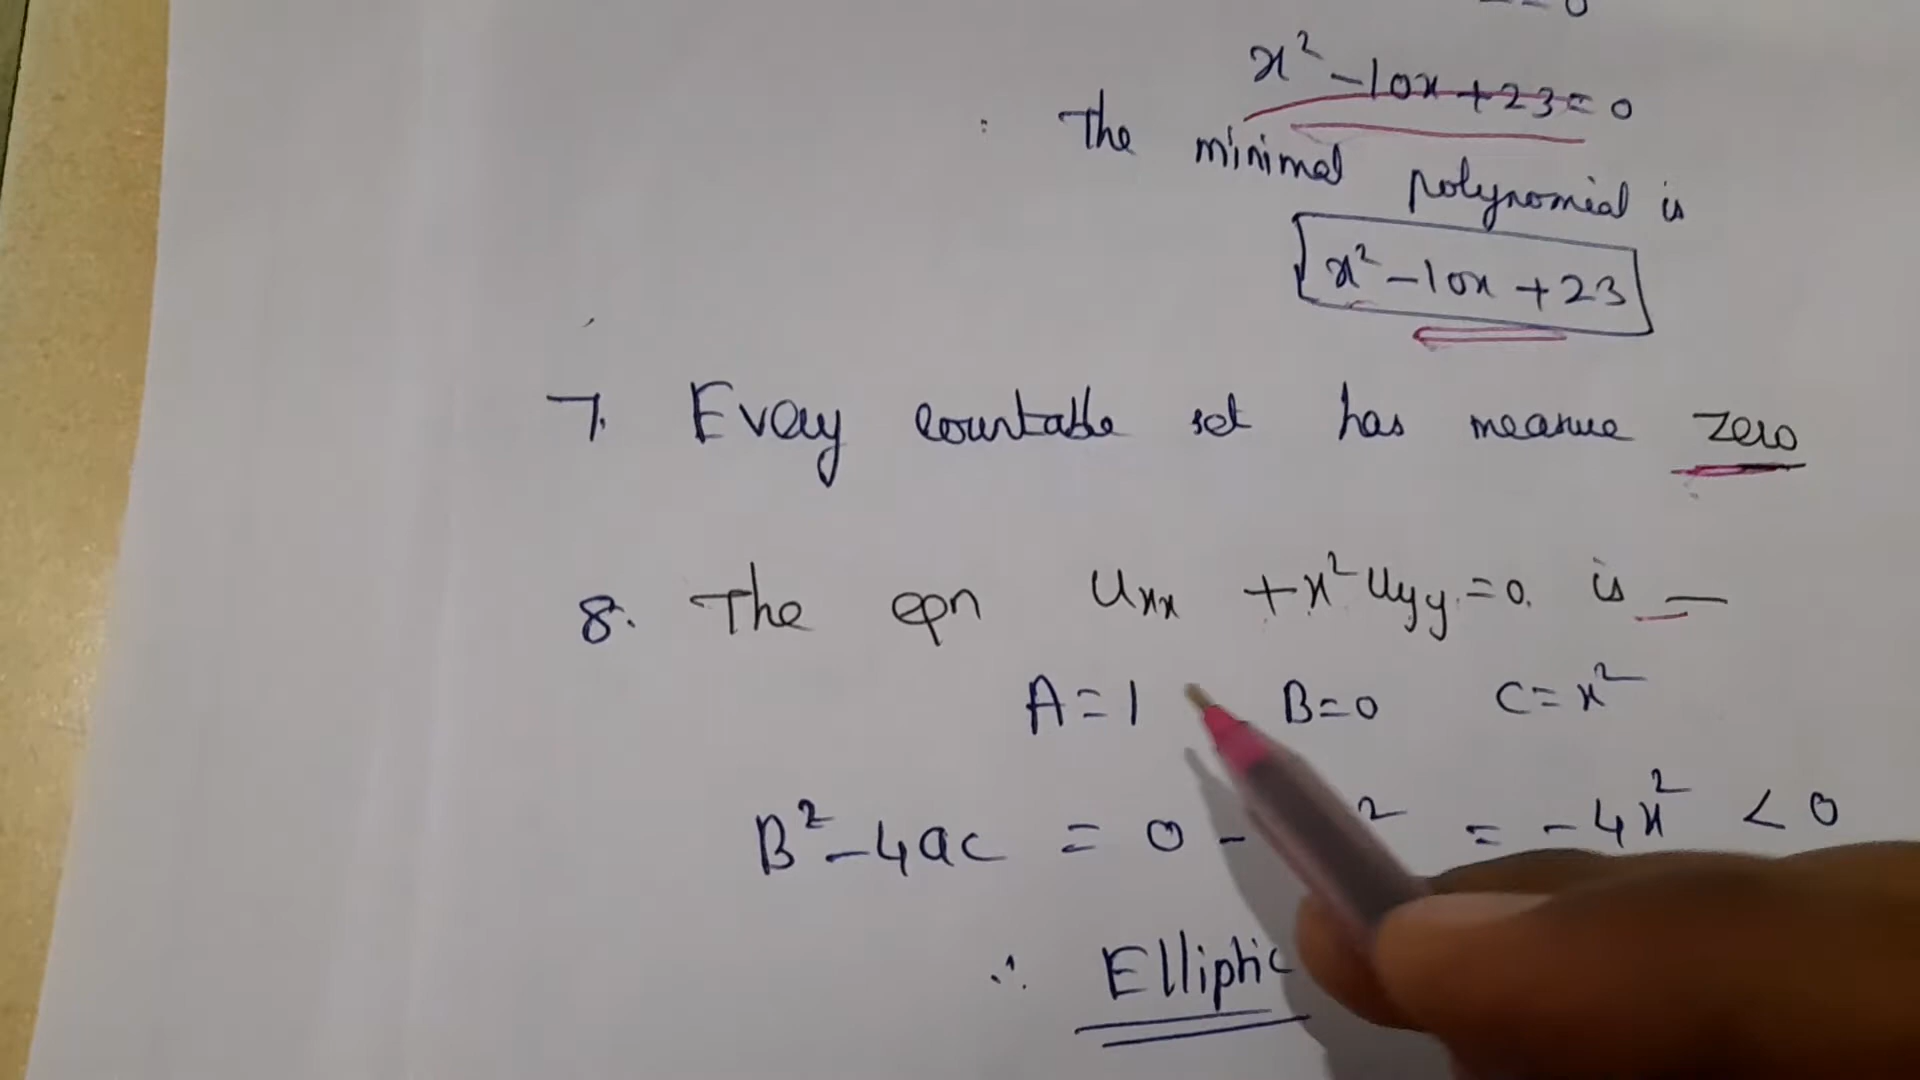 x² - 10x + 23 = 0
The minimal polynomial is
x² - 10x + 23
7. Every countable set has measure zero
8. The eqn Uxx + x² Uyy = 0. is —
A = 1 B = 0 C = x²
B² - 4ac = 0 - ² = - 4x² < 0
∴ Elliptic